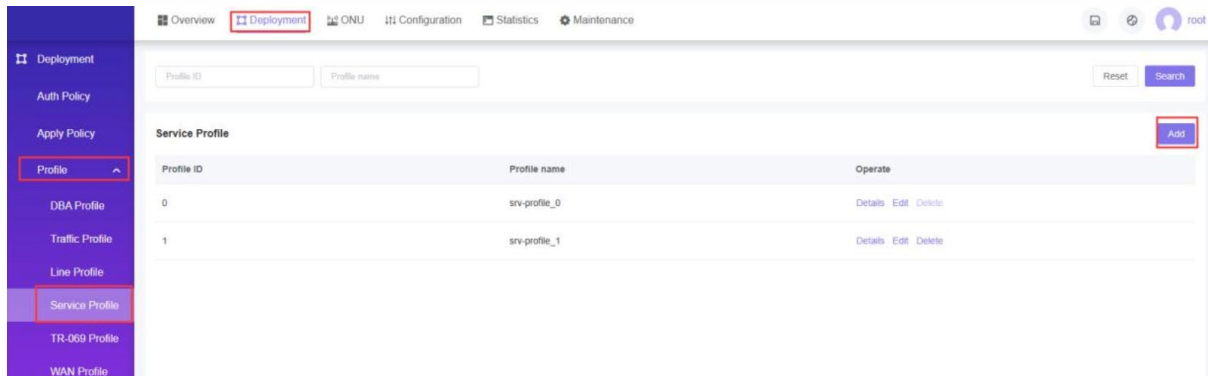 Overview Deployment ONU Configuration Statistics Maintenance root
Deployment
Auth Policy
Apply Policy
Profile
DBA Profile
Traffic Profile
Line Profile
Service Profile
TR-069 Profile
WAN Profile
Profile ID Profile name Reset Search
Service Profile Add
Profile ID Profile name Operate
0 srv-profile_0 Details Edit Delete
1 srv-profile_1 Details Edit Delete